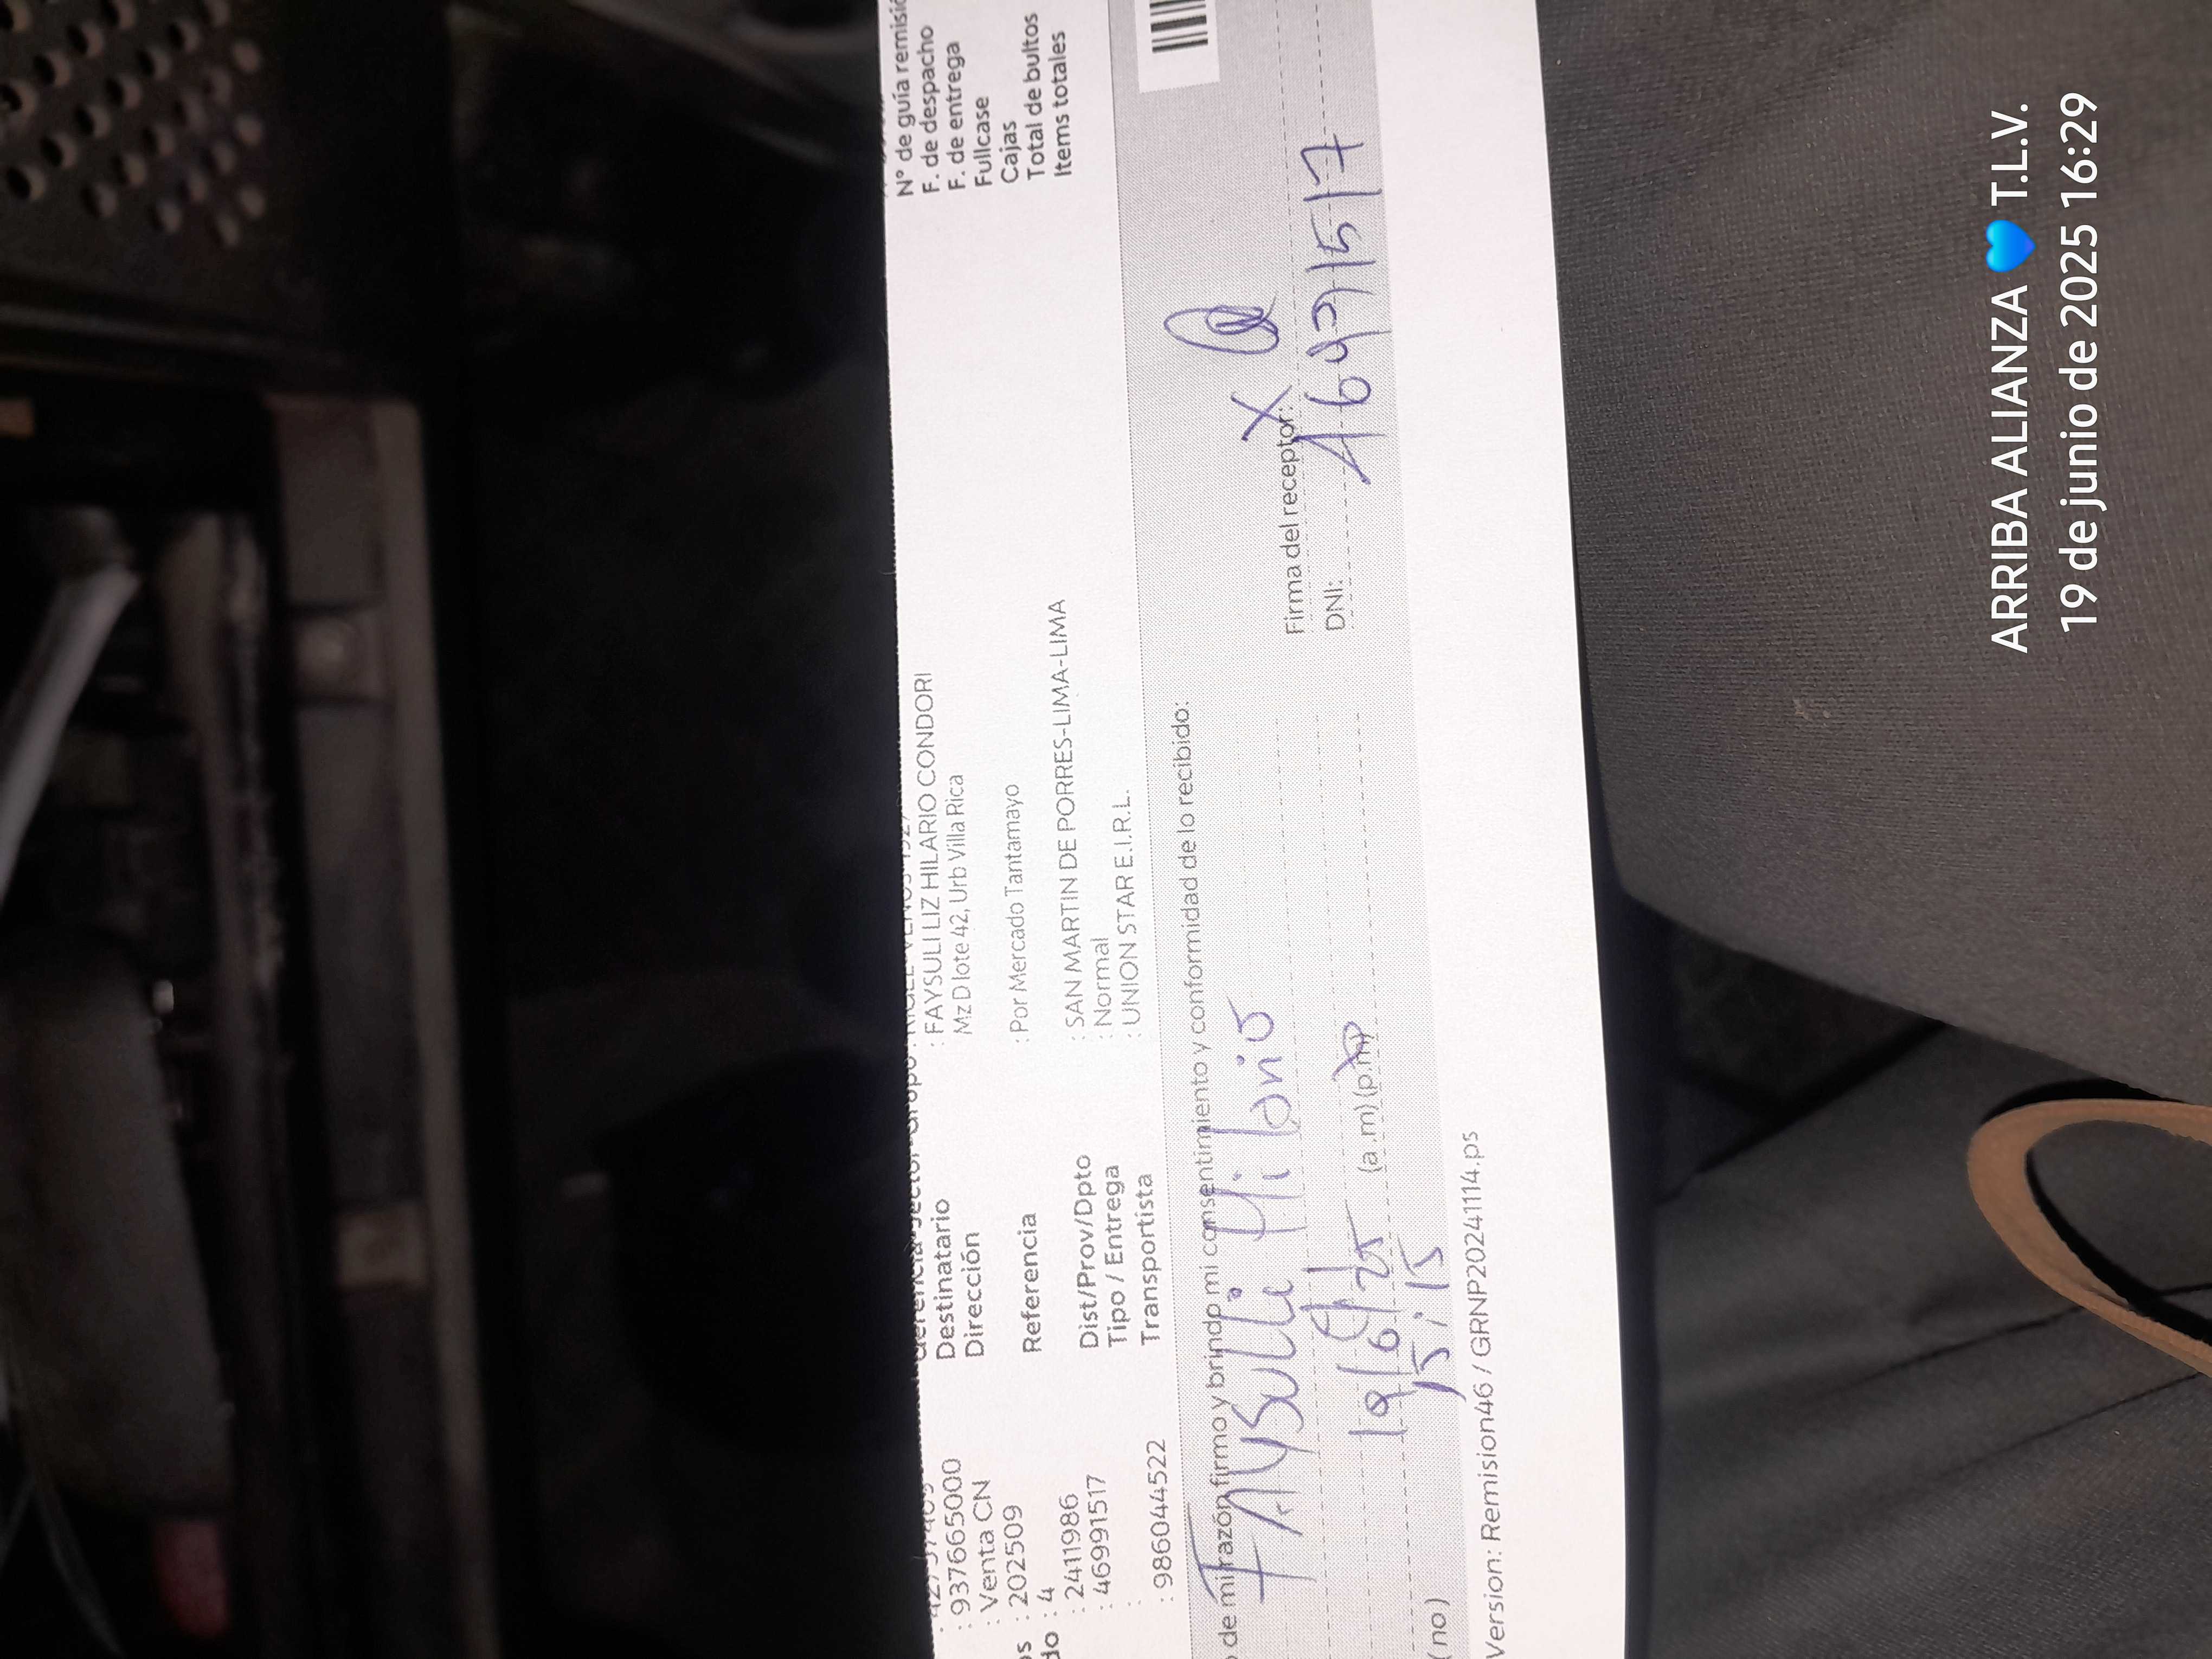 N° de guía remisió
F. de despacho
F. de entrega
Fullcase
Cajas
Total de bultos
Items totales
: 937665000 Destinatario : FAYSULI LIZ HILARIO CONDORI
: Venta CN Dirección Mz D lote 42, Urb Villa Rica
: 202509
: 4 Referencia : Por Mercado Tantamayo
: 2411986 Dist/Prov/Dpto : SAN MARTIN DE PORRES-LIMA-LIMA
: 46991517 Tipo / Entrega : Normal
: Transportista : UNION STAR E.I.R.L.
: 986044522
de mi razón firmo y brindo mi consentimiento y conformidad de lo recibido:
FAYSuli Hilario
Firma del receptor: X
DNI: 46991517
19/6/25
15:15 (a.m) (p.m)
( no )
Version: Remision46 / GRNP20241114.ps
ARRIBA ALIANZA 💙 T.L.V.
19 de junio de 2025 16:29